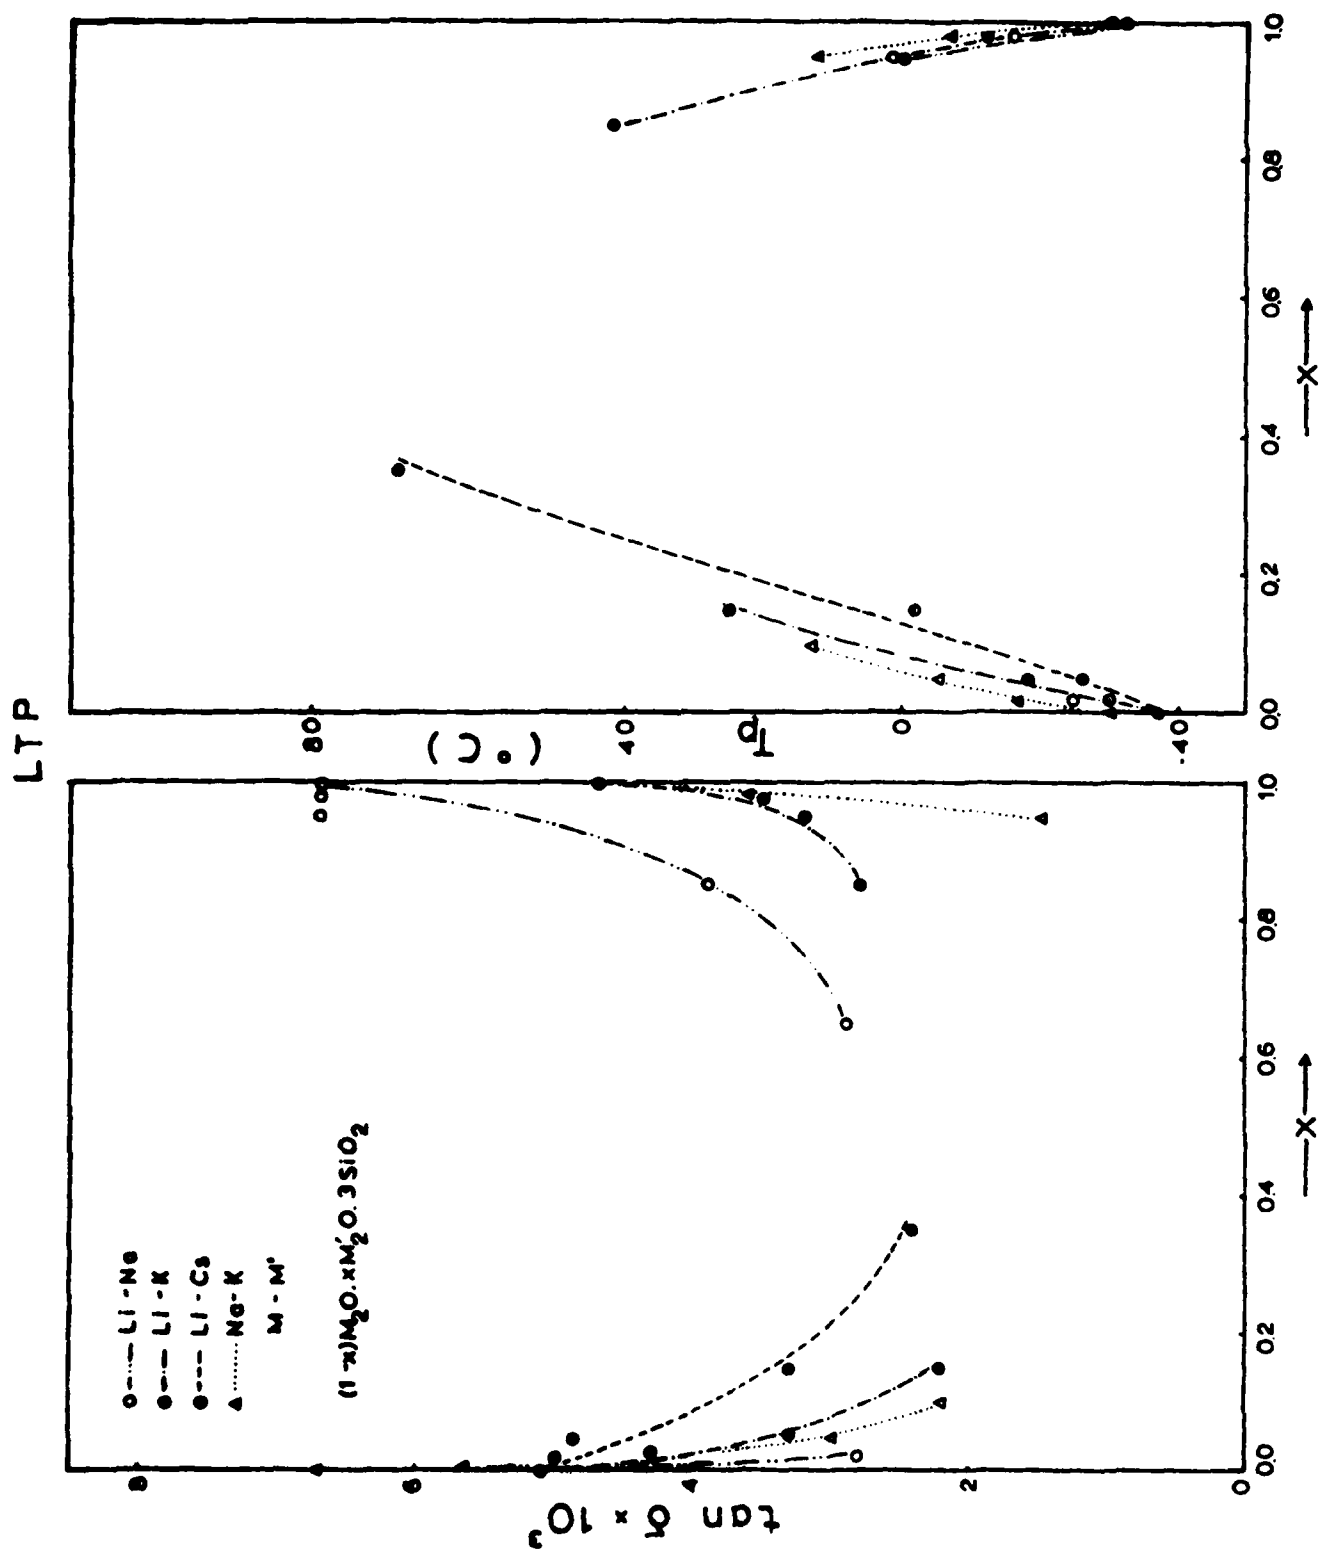 LTP
Li-Na
Li-K
Li-Cs
Na-K
M-M'
(1-x)M₂O.xM'₂O.3SiO₂
tan δ × 10³
8
6
4
2
0
0.0
0.2
0.4
0.6
0.8
1.0
—X→
Tp (°C)
80
40
0
-40
0.0
0.2
0.4
0.6
0.8
1.0
—X→